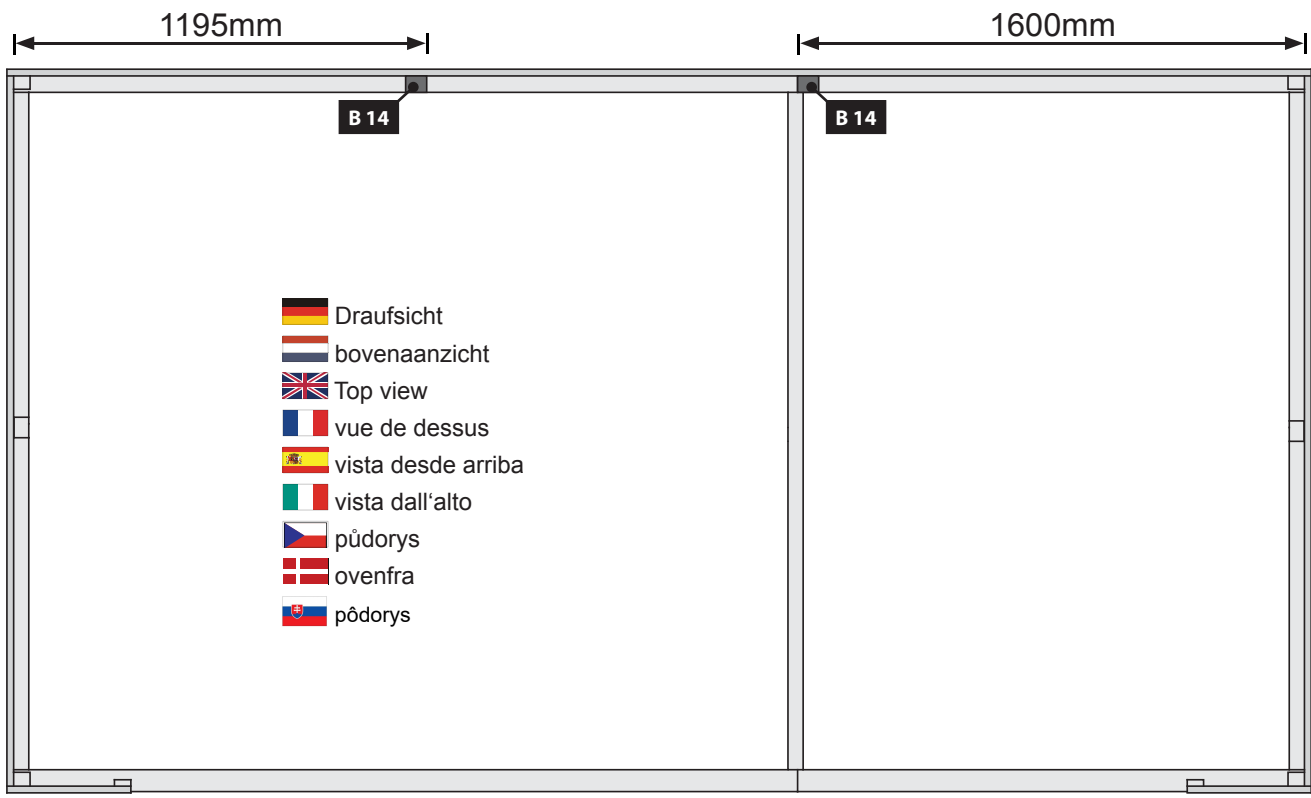 1195mm
1600mm
B 14
B 14
Draufsicht
bovenaanzicht
Top view
vue de dessus
vista desde arriba
vista dall‘alto
půdorys
ovenfra
pôdorys